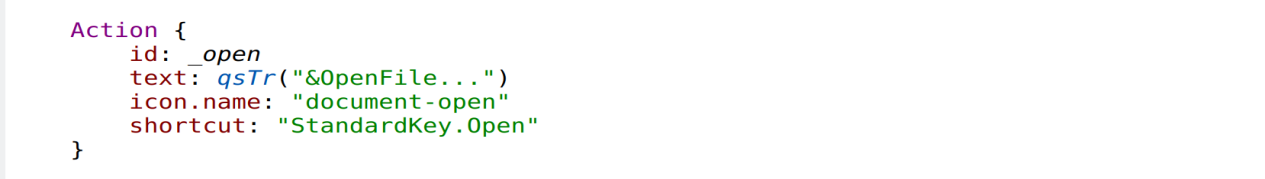 Action {
    id: _open
    text: qsTr("&OpenFile...")
    icon.name: "document-open"
    shortcut: "StandardKey.Open"
}